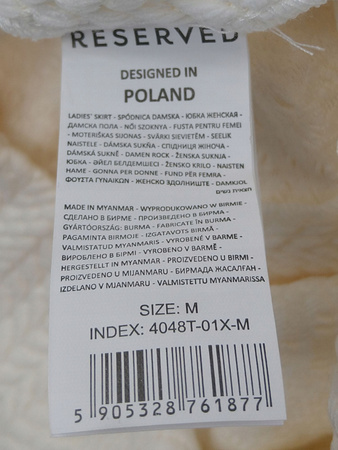 RESERVED
DESIGNED IN
POLAND
LADIES' SKIRT - SPÓDNICA DAMSKA - ЮБКА ЖЕНСКАЯ -
ДАМСКА ПОЛА - NŐI SZOKNYA - FUSTA PENTRU FEMEI
- MOTERIŠKAS SIJONAS - SVĀRKI SIEVIETĒM - SEELIK
NAISTELE - DÁMSKA SUKŇA - СПІДНИЦЯ ЖІНОЧА -
DÁMSKÁ SUKNĚ - DAMEN ROCK - ŽENSKA SUKNJA -
ЮБКА - ӘЙЕЛ БЕЛДЕМШЕСІ - ŽENSKO KRILO - NAISTEN
HAME - GONNA PER DONNE - FUND PËR FEMRA -
ΦΟΥΣΤΑ ΓΥΝΑΙΚΩΝ - ЖЕНСКО ЗДОЛНИШТЕ - DAMKJOL
MADE IN MYANMAR - WYPRODUKOWANO W BIRMIE -
СДЕЛАНО В БИРМЕ - ПРОИЗВЕДЕНО В БИРМА -
GYÁRTÓORSZÁG: BURMA - FABRICATE ÎN BURMA -
PAGAMINTA BIRMOJE - IZGATAVOTS BIRMĀ -
VALMISTATUD MYANMARIS - VYROBENÉ V BARME -
ВИРОБЛЕНО В БІРМІ - VYROBENO V BARMĚ -
HERGESTELLT IN MYANMAR - PROIZVEDENO U BIRMI -
PROIZVEDENO U MIJANMARU - БИРМАДА ЖАСАЛҒАН -
IZDELANO V MJANMARU - VALMISTETTU MYANMARISSA
SIZE: M
INDEX: 4048T-01X-M
5 905328 761877